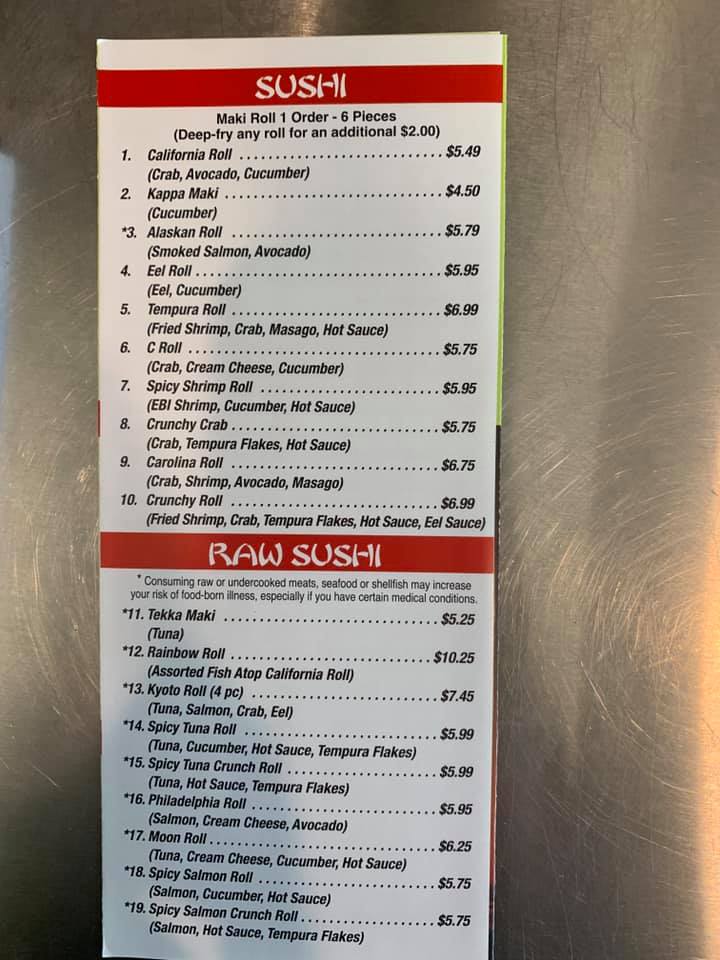 SUSHI
Maki Roll 1 Order - 6 Pieces
(Deep-fry any roll for an additional $2.00)
1. California Roll ............................ $5.49
(Crab, Avocado, Cucumber)
2. Kappa Maki .............................. $4.50
(Cucumber)
*3. Alaskan Roll ............................. $5.79
(Smoked Salmon, Avocado)
4. Eel Roll .................................. $5.95
(Eel, Cucumber)
5. Tempura Roll ............................. $6.99
(Fried Shrimp, Crab, Masago, Hot Sauce)
6. C Roll ................................... $5.75
(Crab, Cream Cheese, Cucumber)
7. Spicy Shrimp Roll ......................... $5.95
(EBI Shrimp, Cucumber, Hot Sauce)
8. Crunchy Crab ............................. $5.75
(Crab, Tempura Flakes, Hot Sauce)
9. Carolina Roll ............................. $6.75
(Crab, Shrimp, Avocado, Masago)
10. Crunchy Roll ............................. $6.99
(Fried Shrimp, Crab, Tempura Flakes, Hot Sauce, Eel Sauce)
RAW SUSHI
* Consuming raw or undercooked meats, seafood or shellfish may increase
your risk of food-born illness, especially if you have certain medical conditions.
*11. Tekka Maki .............................. $5.25
(Tuna)
*12. Rainbow Roll ............................ $10.25
(Assorted Fish Atop California Roll)
*13. Kyoto Roll (4 pc) .......................... $7.45
(Tuna, Salmon, Crab, Eel)
*14. Spicy Tuna Roll ........................... $5.99
(Tuna, Cucumber, Hot Sauce, Tempura Flakes)
*15. Spicy Tuna Crunch Roll ..................... $5.99
(Tuna, Hot Sauce, Tempura Flakes)
*16. Philadelphia Roll .......................... $5.95
(Salmon, Cream Cheese, Avocado)
*17. Moon Roll ................................ $6.25
(Tuna, Cream Cheese, Cucumber, Hot Sauce)
*18. Spicy Salmon Roll ......................... $5.75
(Salmon, Cucumber, Hot Sauce)
*19. Spicy Salmon Crunch Roll ................... $5.75
(Salmon, Hot Sauce, Tempura Flakes)